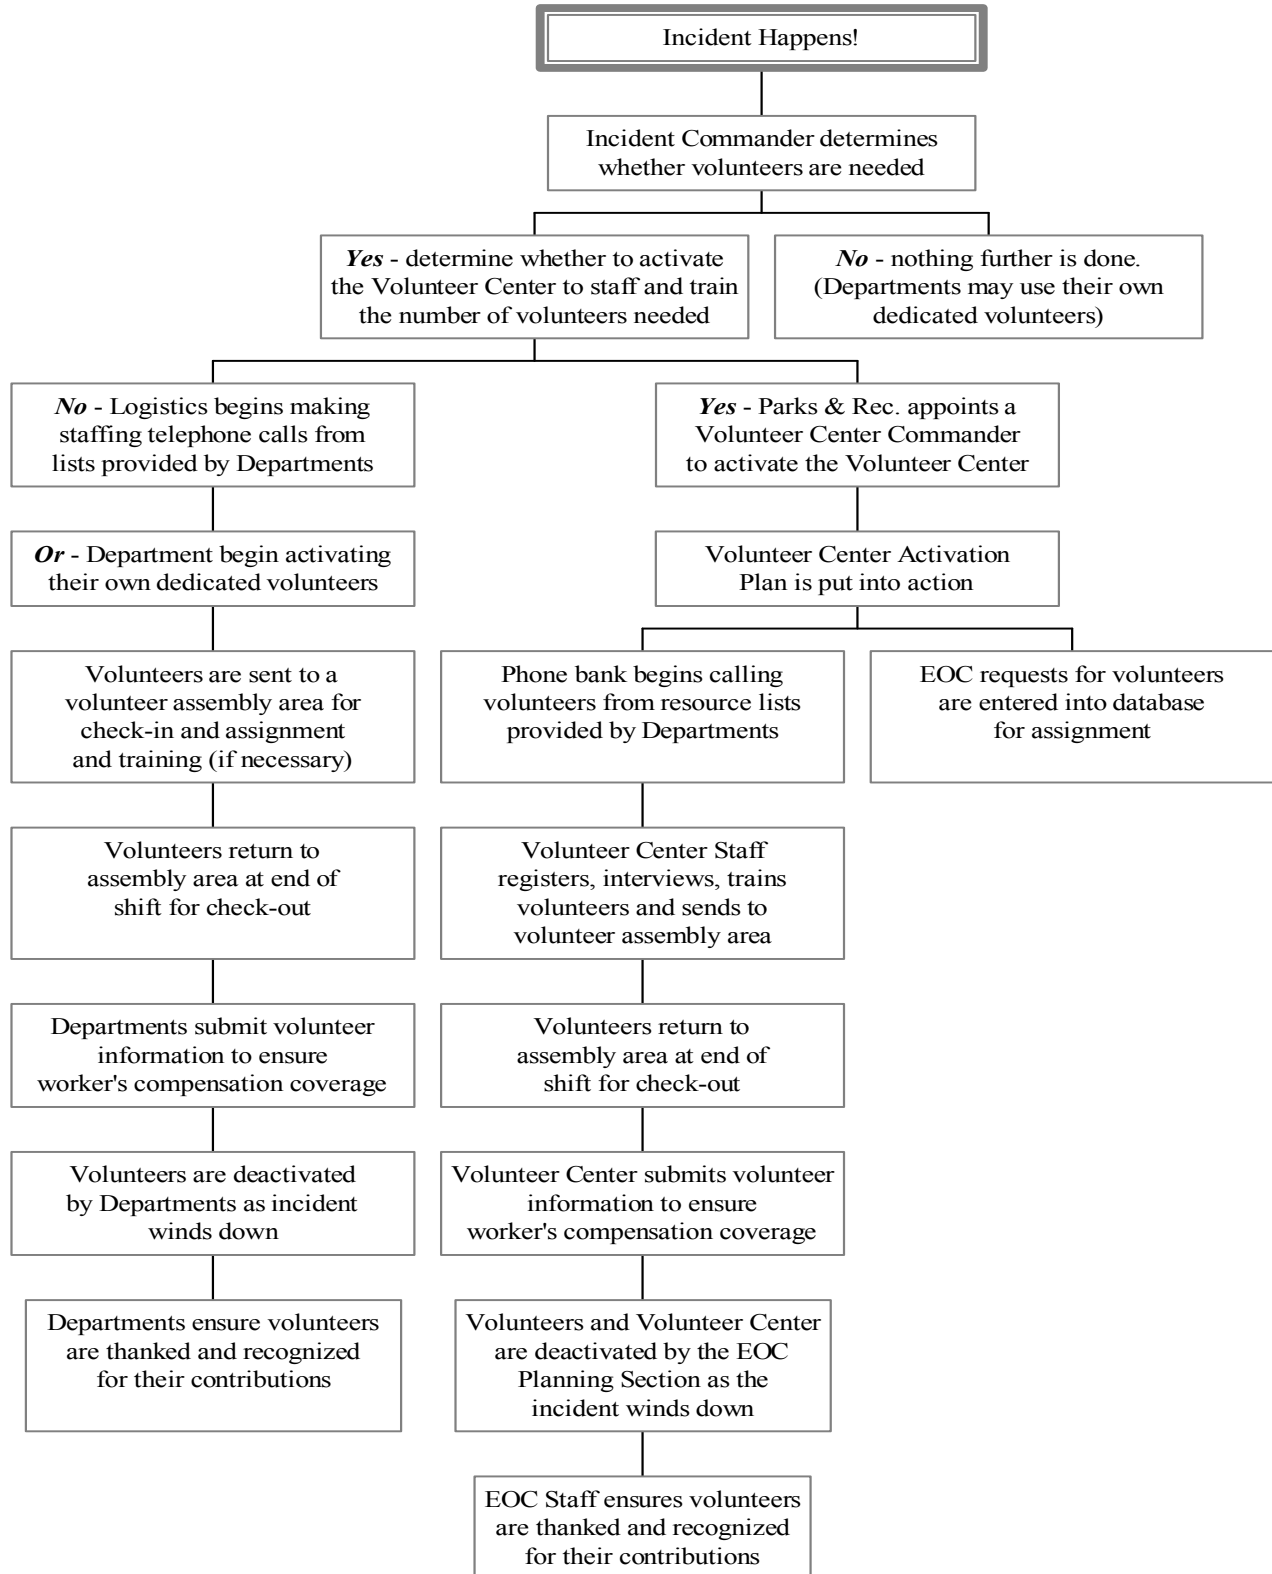 Incident Happens!
Incident Commander determines
whether volunteers are needed
Yes - determine whether to activate
the Volunteer Center to staff and train
the number of volunteers needed
No - nothing further is done.
(Departments may use their own
dedicated volunteers)
No - Logistics begins making
staffing telephone calls from
lists provided by Departments
Yes - Parks & Rec. appoints a
Volunteer Center Commander
to activate the Volunteer Center
Or - Department begin activating
their own dedicated volunteers
Volunteer Center Activation
Plan is put into action
Volunteers are sent to a
volunteer assembly area for
check-in and assignment
and training (if necessary)
Phone bank begins calling
volunteers from resource lists
provided by Departments
EOC requests for volunteers
are entered into database
for assignment
Volunteers return to
assembly area at end of
shift for check-out
Volunteer Center Staff
registers, interviews, trains
volunteers and sends to
volunteer assembly area
Departments submit volunteer
information to ensure
worker's compensation coverage
Volunteers return to
assembly area at end of
shift for check-out
Volunteers are deactivated
by Departments as incident
winds down
Volunteer Center submits volunteer
information to ensure
worker's compensation coverage
Departments ensure volunteers
are thanked and recognized
for their contributions
Volunteers and Volunteer Center
are deactivated by the EOC
Planning Section as the
incident winds down
EOC Staff ensures volunteers
are thanked and recognized
for their contributions